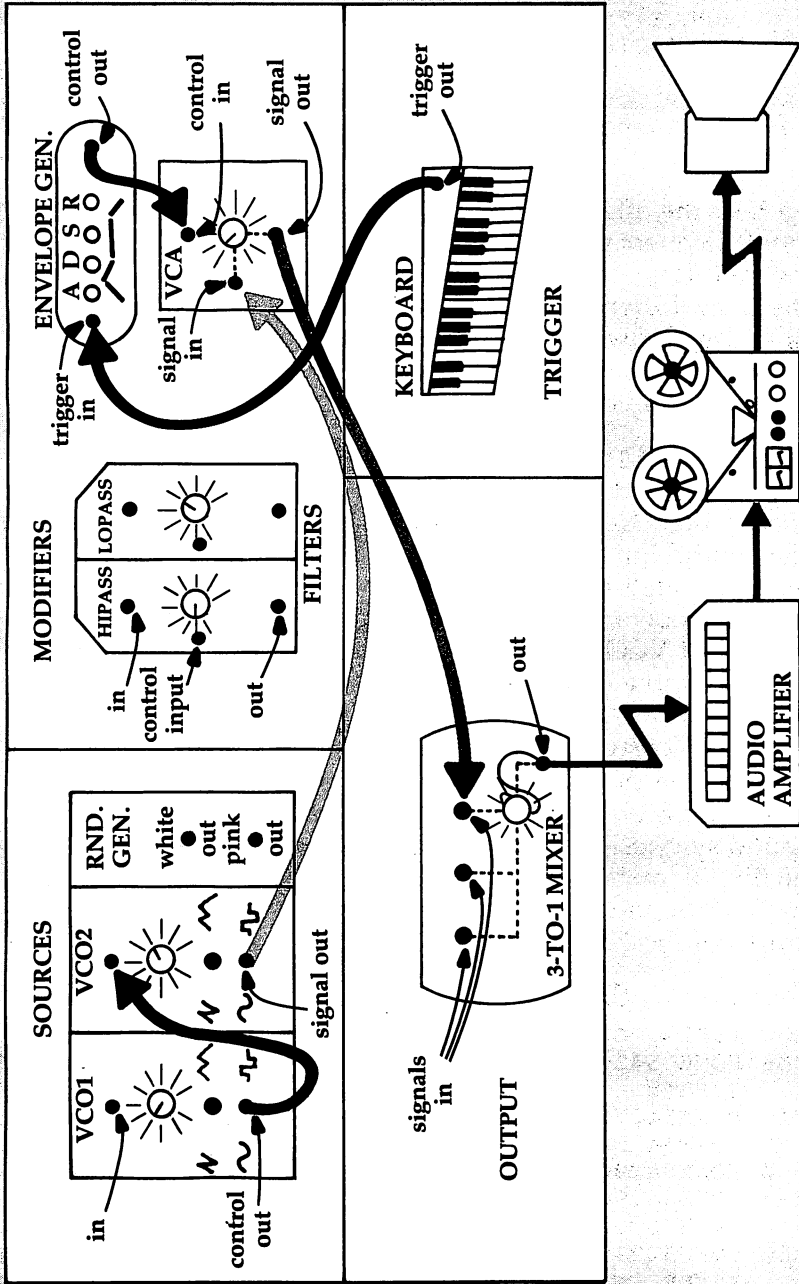 SOURCES
VCO1
in
control
out
VCO2
signal out
RND.
GEN.
white
out
pink
out
MODIFIERS
HIPASS
LOPASS
in
control
input
out
FILTERS
ENVELOPE GEN.
A D S R
trigger
in
control
out
VCA
signal
in
control
in
signal
out
OUTPUT
signals
in
3-TO-1 MIXER
out
KEYBOARD
trigger
out
TRIGGER
AUDIO
AMPLIFIER